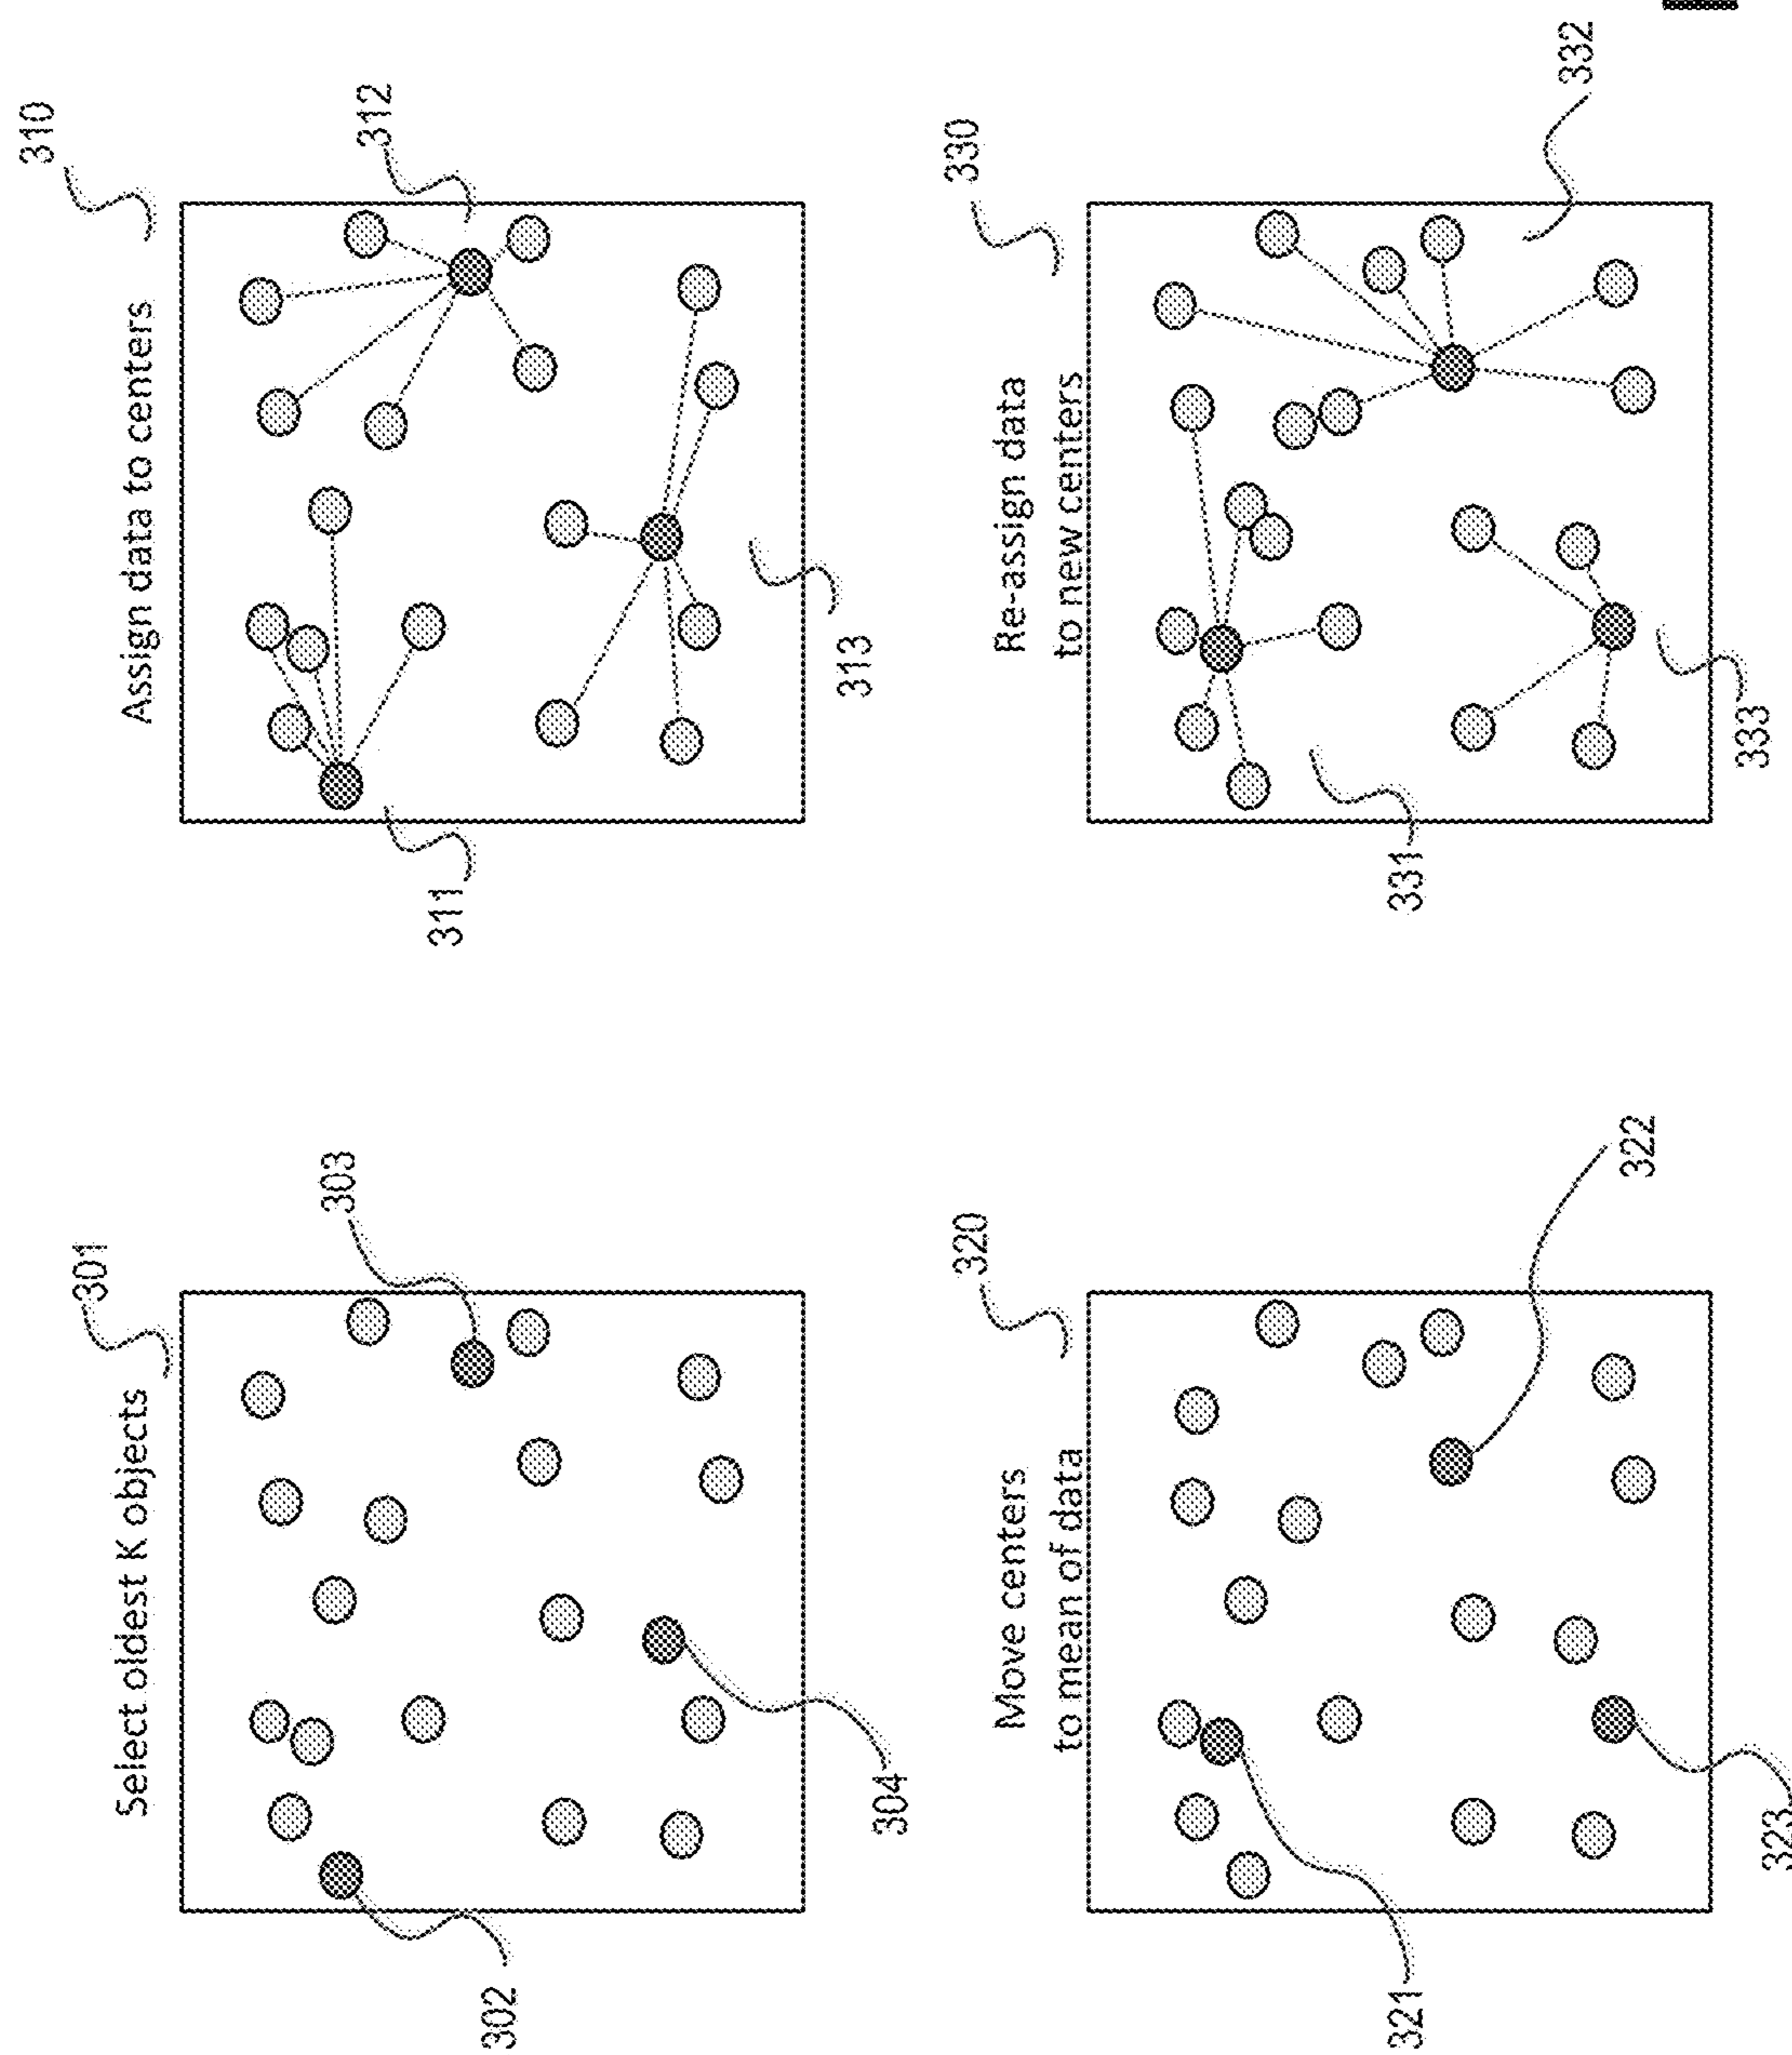 301
Select oldest K objects
303
302
304
310
Assign data to centers
312
311
313
320
Move centers
to mean of data
322
321
323
330
Re-assign data
to new centers
332
331
333